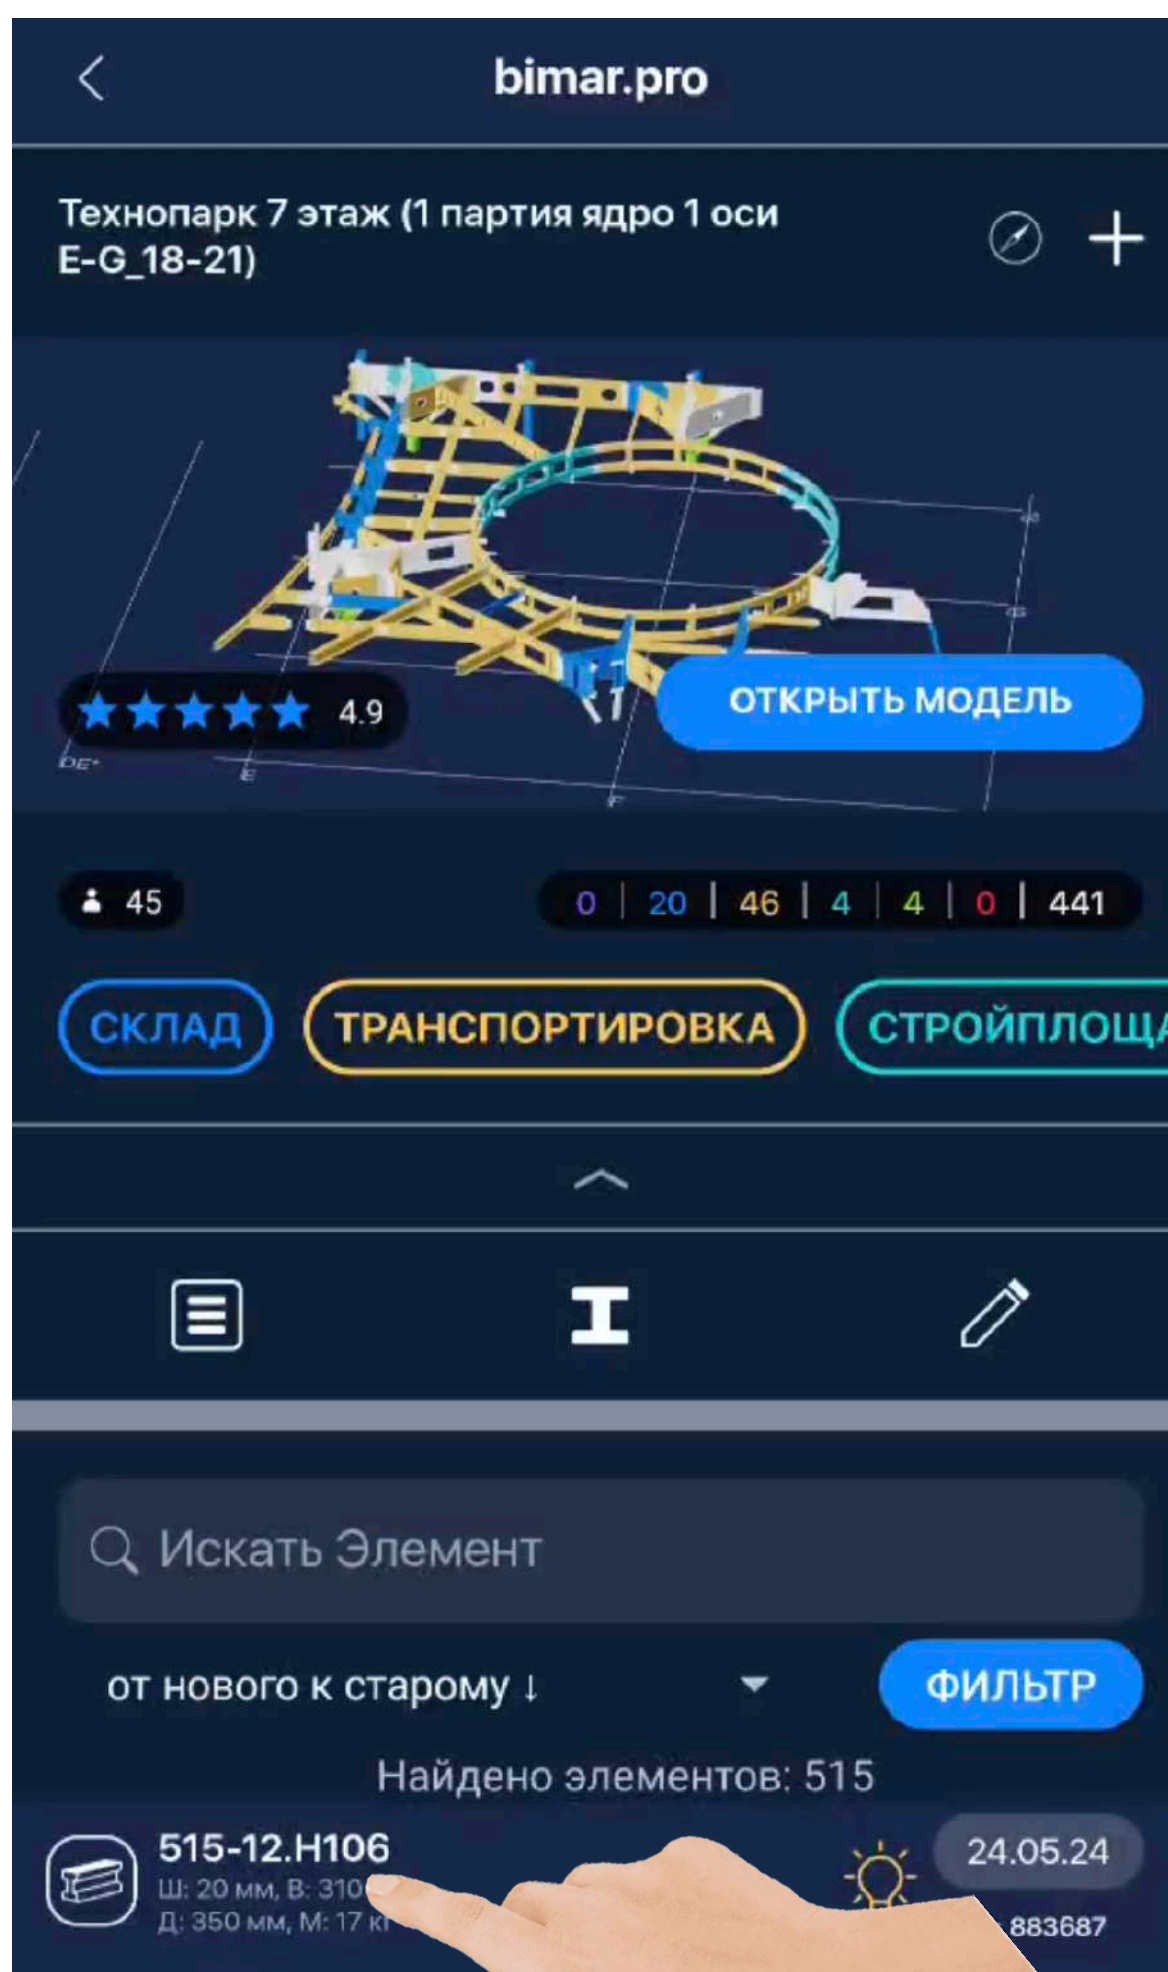 bimar.pro
Технопарк 7 этаж (1 партия ядро 1 оси
E-G_18-21)
4.9
ОТКРЫТЬ МОДЕЛЬ
DE*
E
F
45
0 | 20 | 46 | 4 | 4 | 0 | 441
СКЛАД ТРАНСПОРТИРОВКА
Искать Элемент
от нового к старому ↓
ФИЛЬТР
Найдено элементов: 515
515-12.H106
24.05.24
Ш: 20 мм, В: 310
Д: 350 мм, М: 17 кг
883687